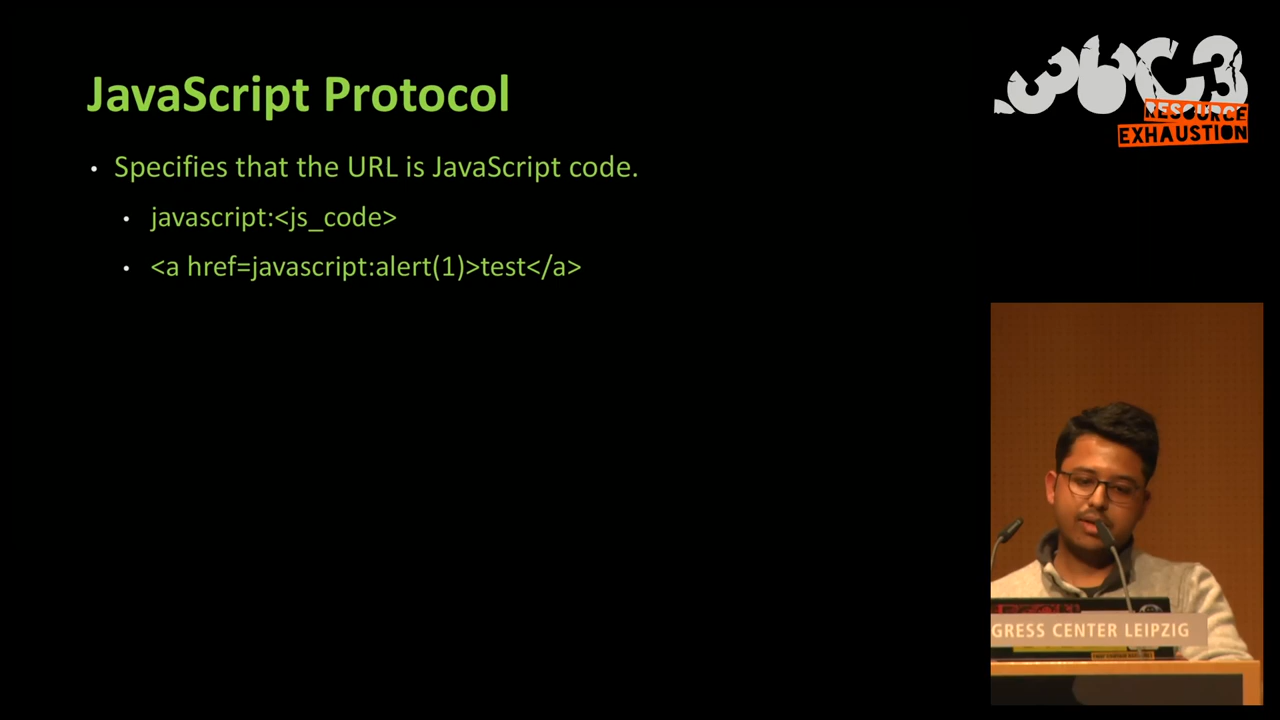 JavaScript Protocol
• Specifies that the URL is JavaScript code.
• javascript:<js_code>
• <a href=javascript:alert(1)>test</a>
36C3
RESOURCE
EXHAUSTION
GRESS CENTER LEIPZIG